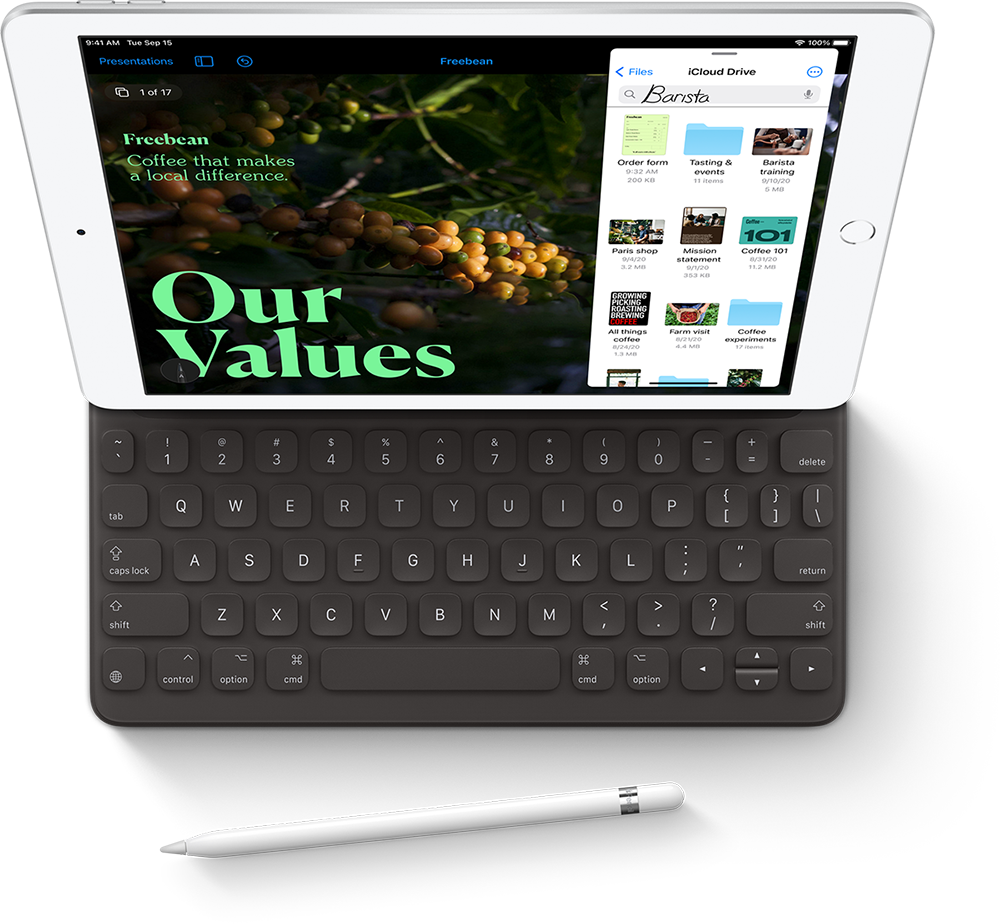 9:41 AM Tue Sep 15
100%
Presentations
Freebean
1 of 17
Freebean
Coffee that makes
a local difference.
Our
Values
Files
iCloud Drive
Barista
Order form
9:32 AM
200 KB
Tasting &
events
11 items
Barista
training
9/10/20
5 MB
Paris shop
9/4/20
3.2 MB
Mission
statement
9/1/20
353 KB
Coffee 101
8/31/20
11.2 MB
Freebean
Coffee
101
GROWING
PICKING
ROASTING
BREWING
COFFEE
All things
coffee
8/24/20
1.3 MB
Farm visit
8/21/20
4.4 MB
Coffee
experiments
17 items
~ ! @ # $ % ^ & * ( ) — +
` 1 2 3 4 5 6 7 8 9 0 - = delete
tab Q W E R T Y U I O P { [ } ] | \
caps lock A S D F G H J K L : ; " ' return
shift Z X C V B N M < , > . ? / shift
control option cmd cmd option